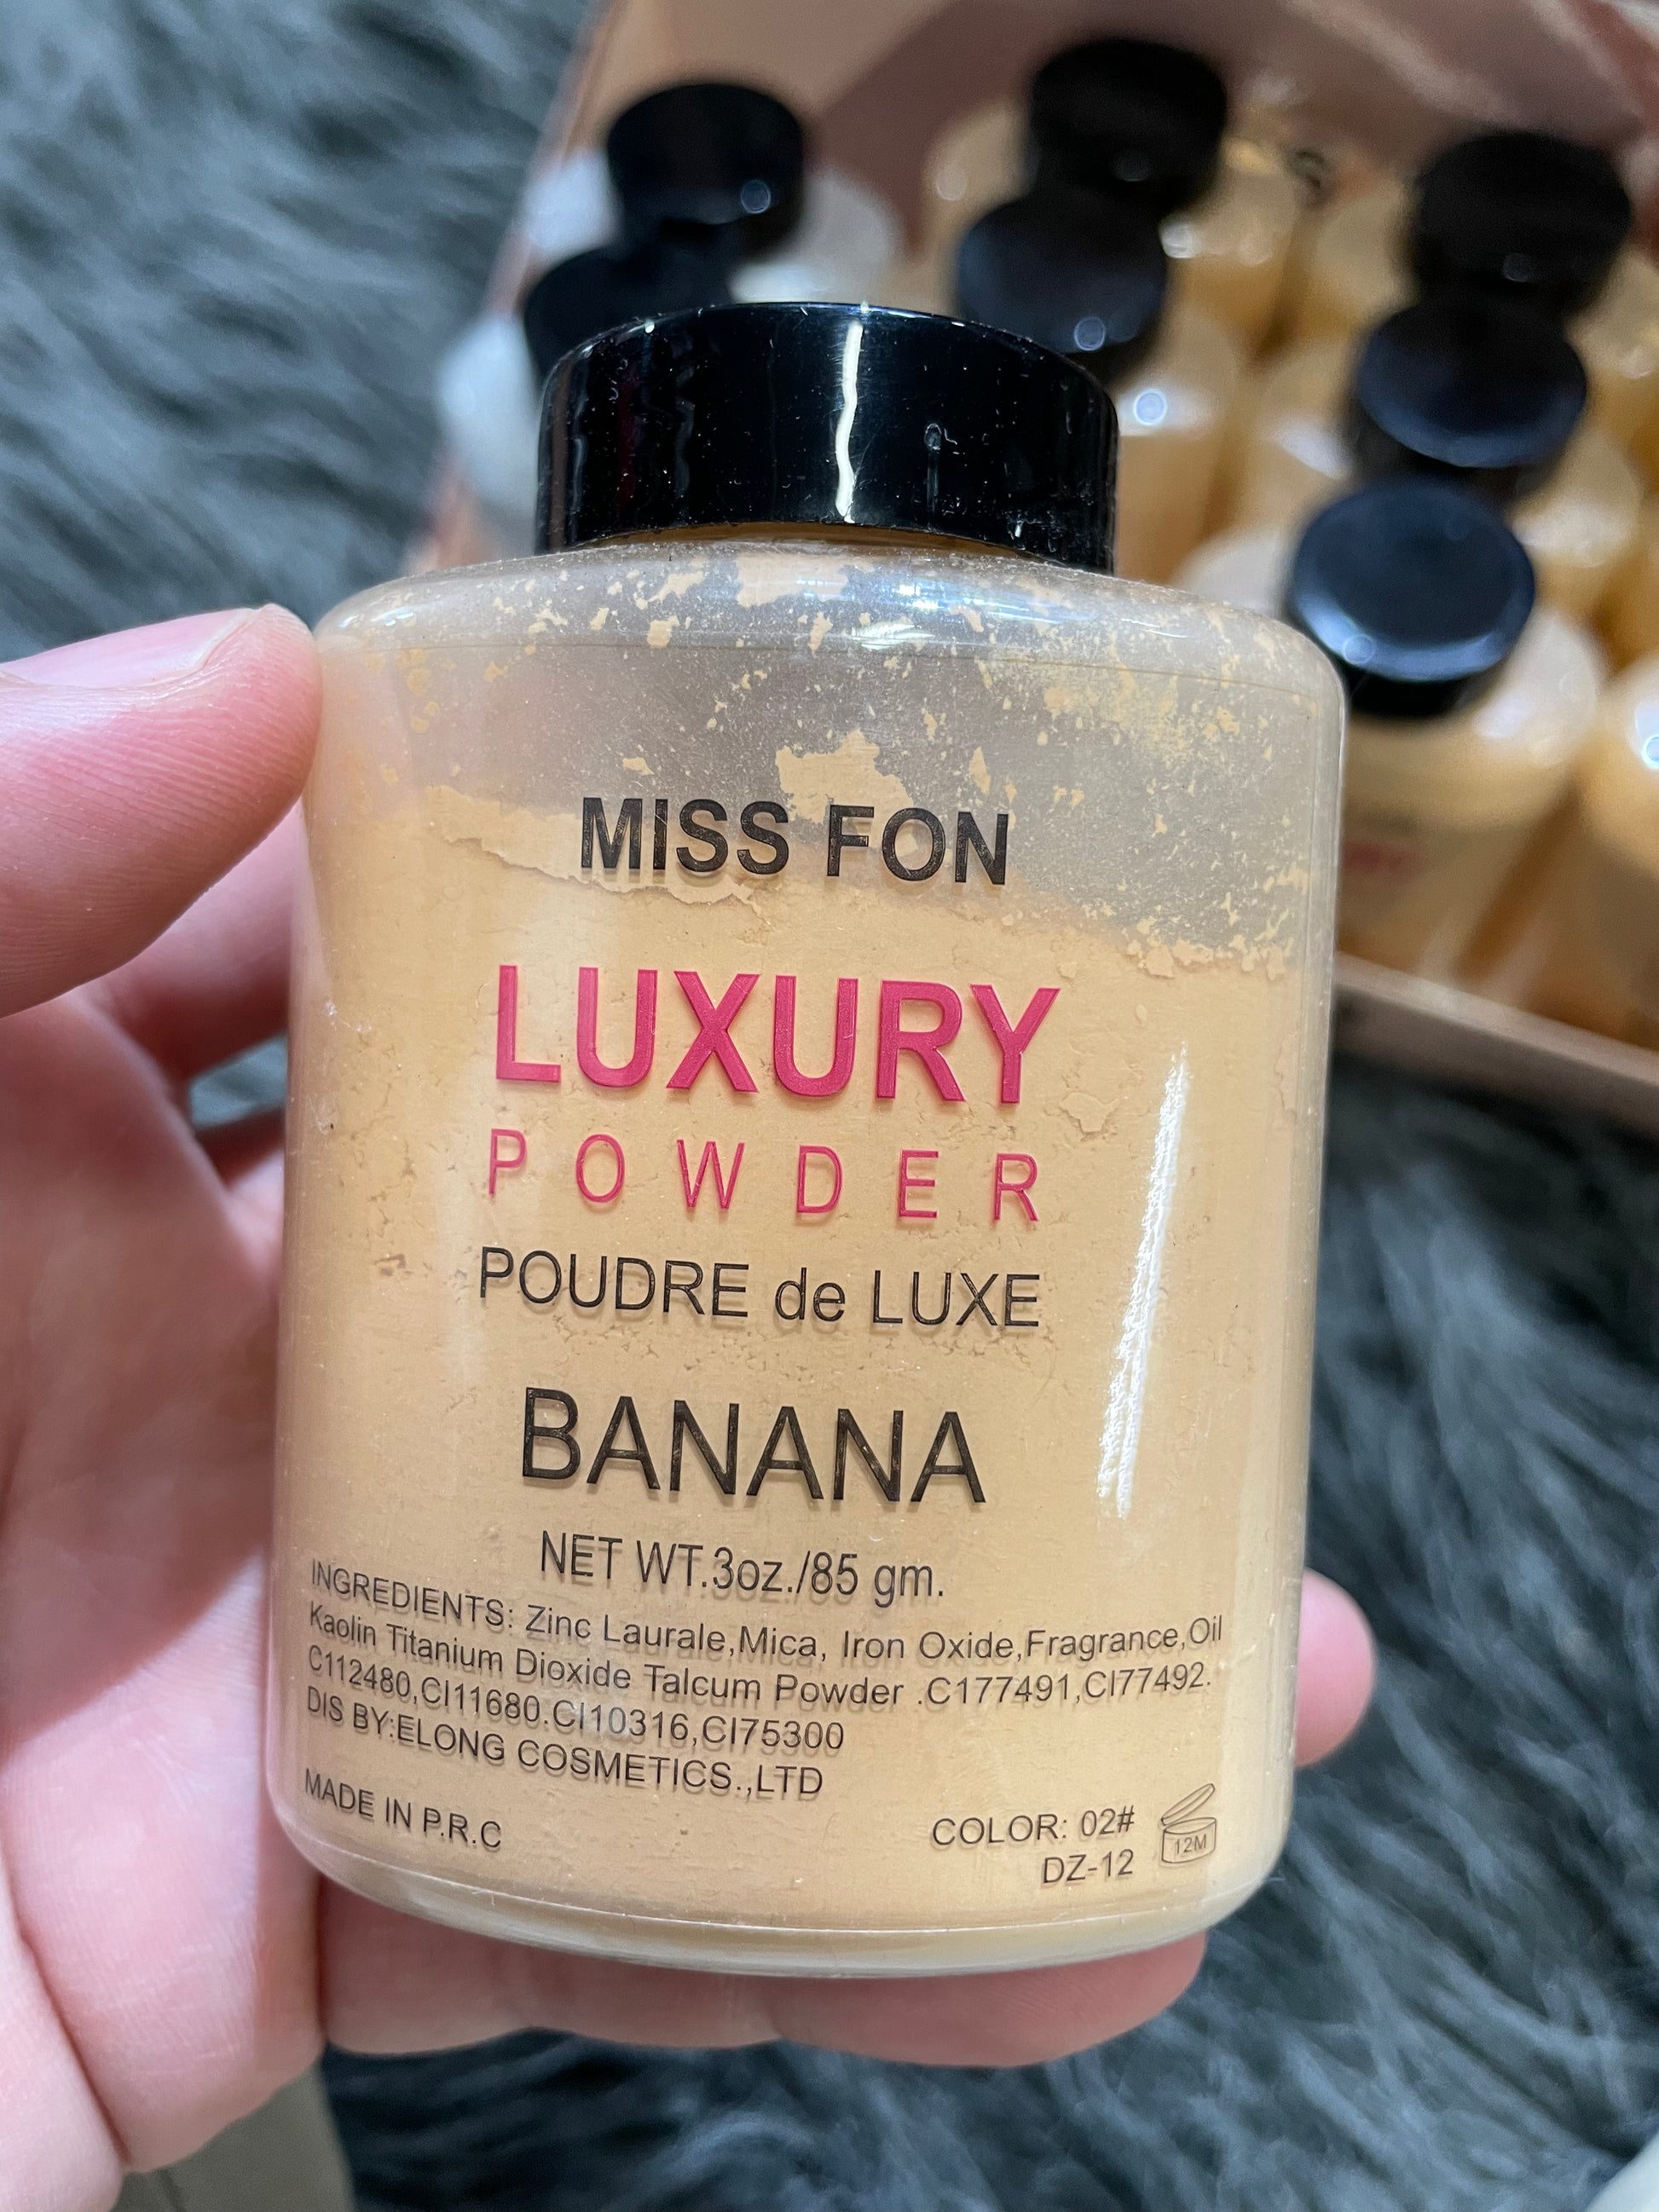 MISS FON
LUXURY
POWDER
POUDRE de LUXE
BANANA
NET WT.3oz./85 gm.
INGREDIENTS: Zinc Laurale,Mica, Iron Oxide,Fragrance,Oil
Kaolin Titanium Dioxide Talcum Powder .C177491,CI77492.
C112480,CI11680.CI10316,CI75300
DIS BY:ELONG COSMETICS.,LTD
MADE IN P.R.C
COLOR: 02#
DZ-12
12M